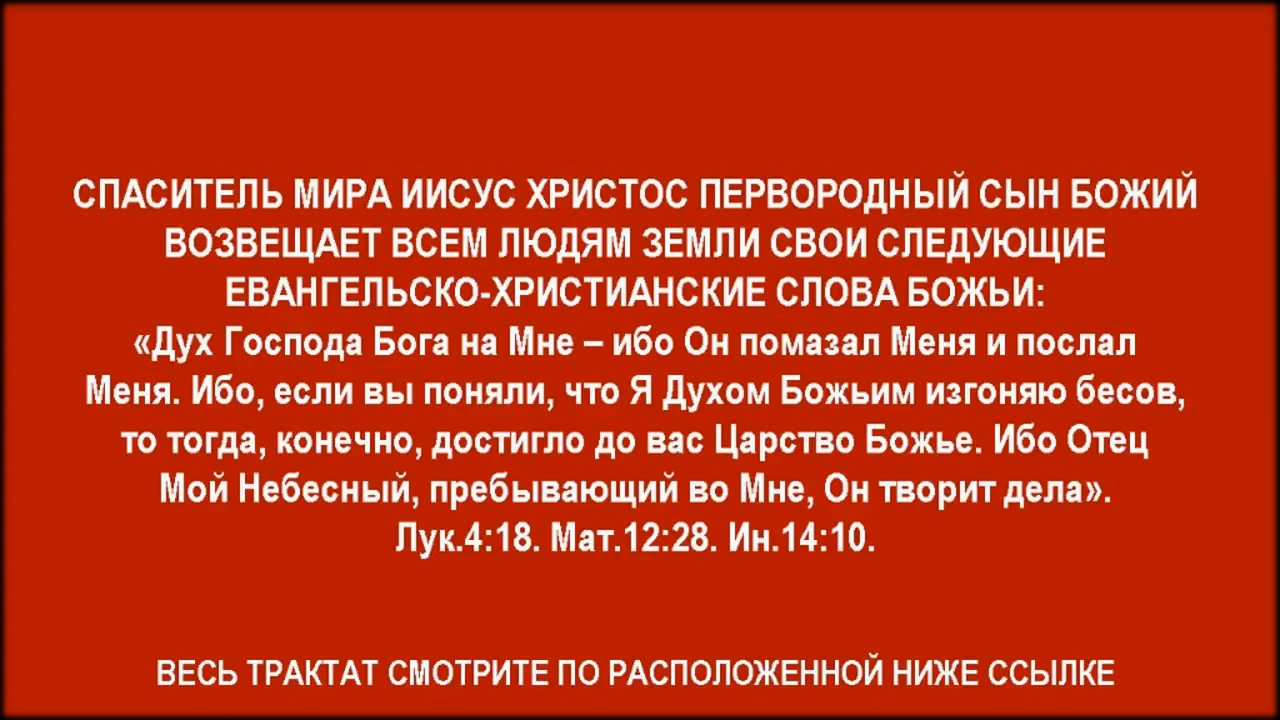 СПАСИТЕЛЬ МИРА ИИСУС ХРИСТОС ПЕРВОРОДНЫЙ СЫН БОЖИЙ
ВОЗВЕЩАЕТ ВСЕМ ЛЮДЯМ ЗЕМЛИ СВОИ СЛЕДУЮЩИЕ
ЕВАНГЕЛЬСКО-ХРИСТИАНСКИЕ СЛОВА БОЖЬИ:
«Дух Господа Бога на Мне – ибо Он помазал Меня и послал
Меня. Ибо, если вы поняли, что Я Духом Божьим изгоняю бесов,
то тогда, конечно, достигло до вас Царство Божье. Ибо Отец
Мой Небесный, пребывающий во Мне, Он творит дела».
Лук.4:18. Мат.12:28. Ин.14:10.
ВЕСЬ ТРАКТАТ СМОТРИТЕ ПО РАСПОЛОЖЕННОЙ НИЖЕ ССЫЛКЕ